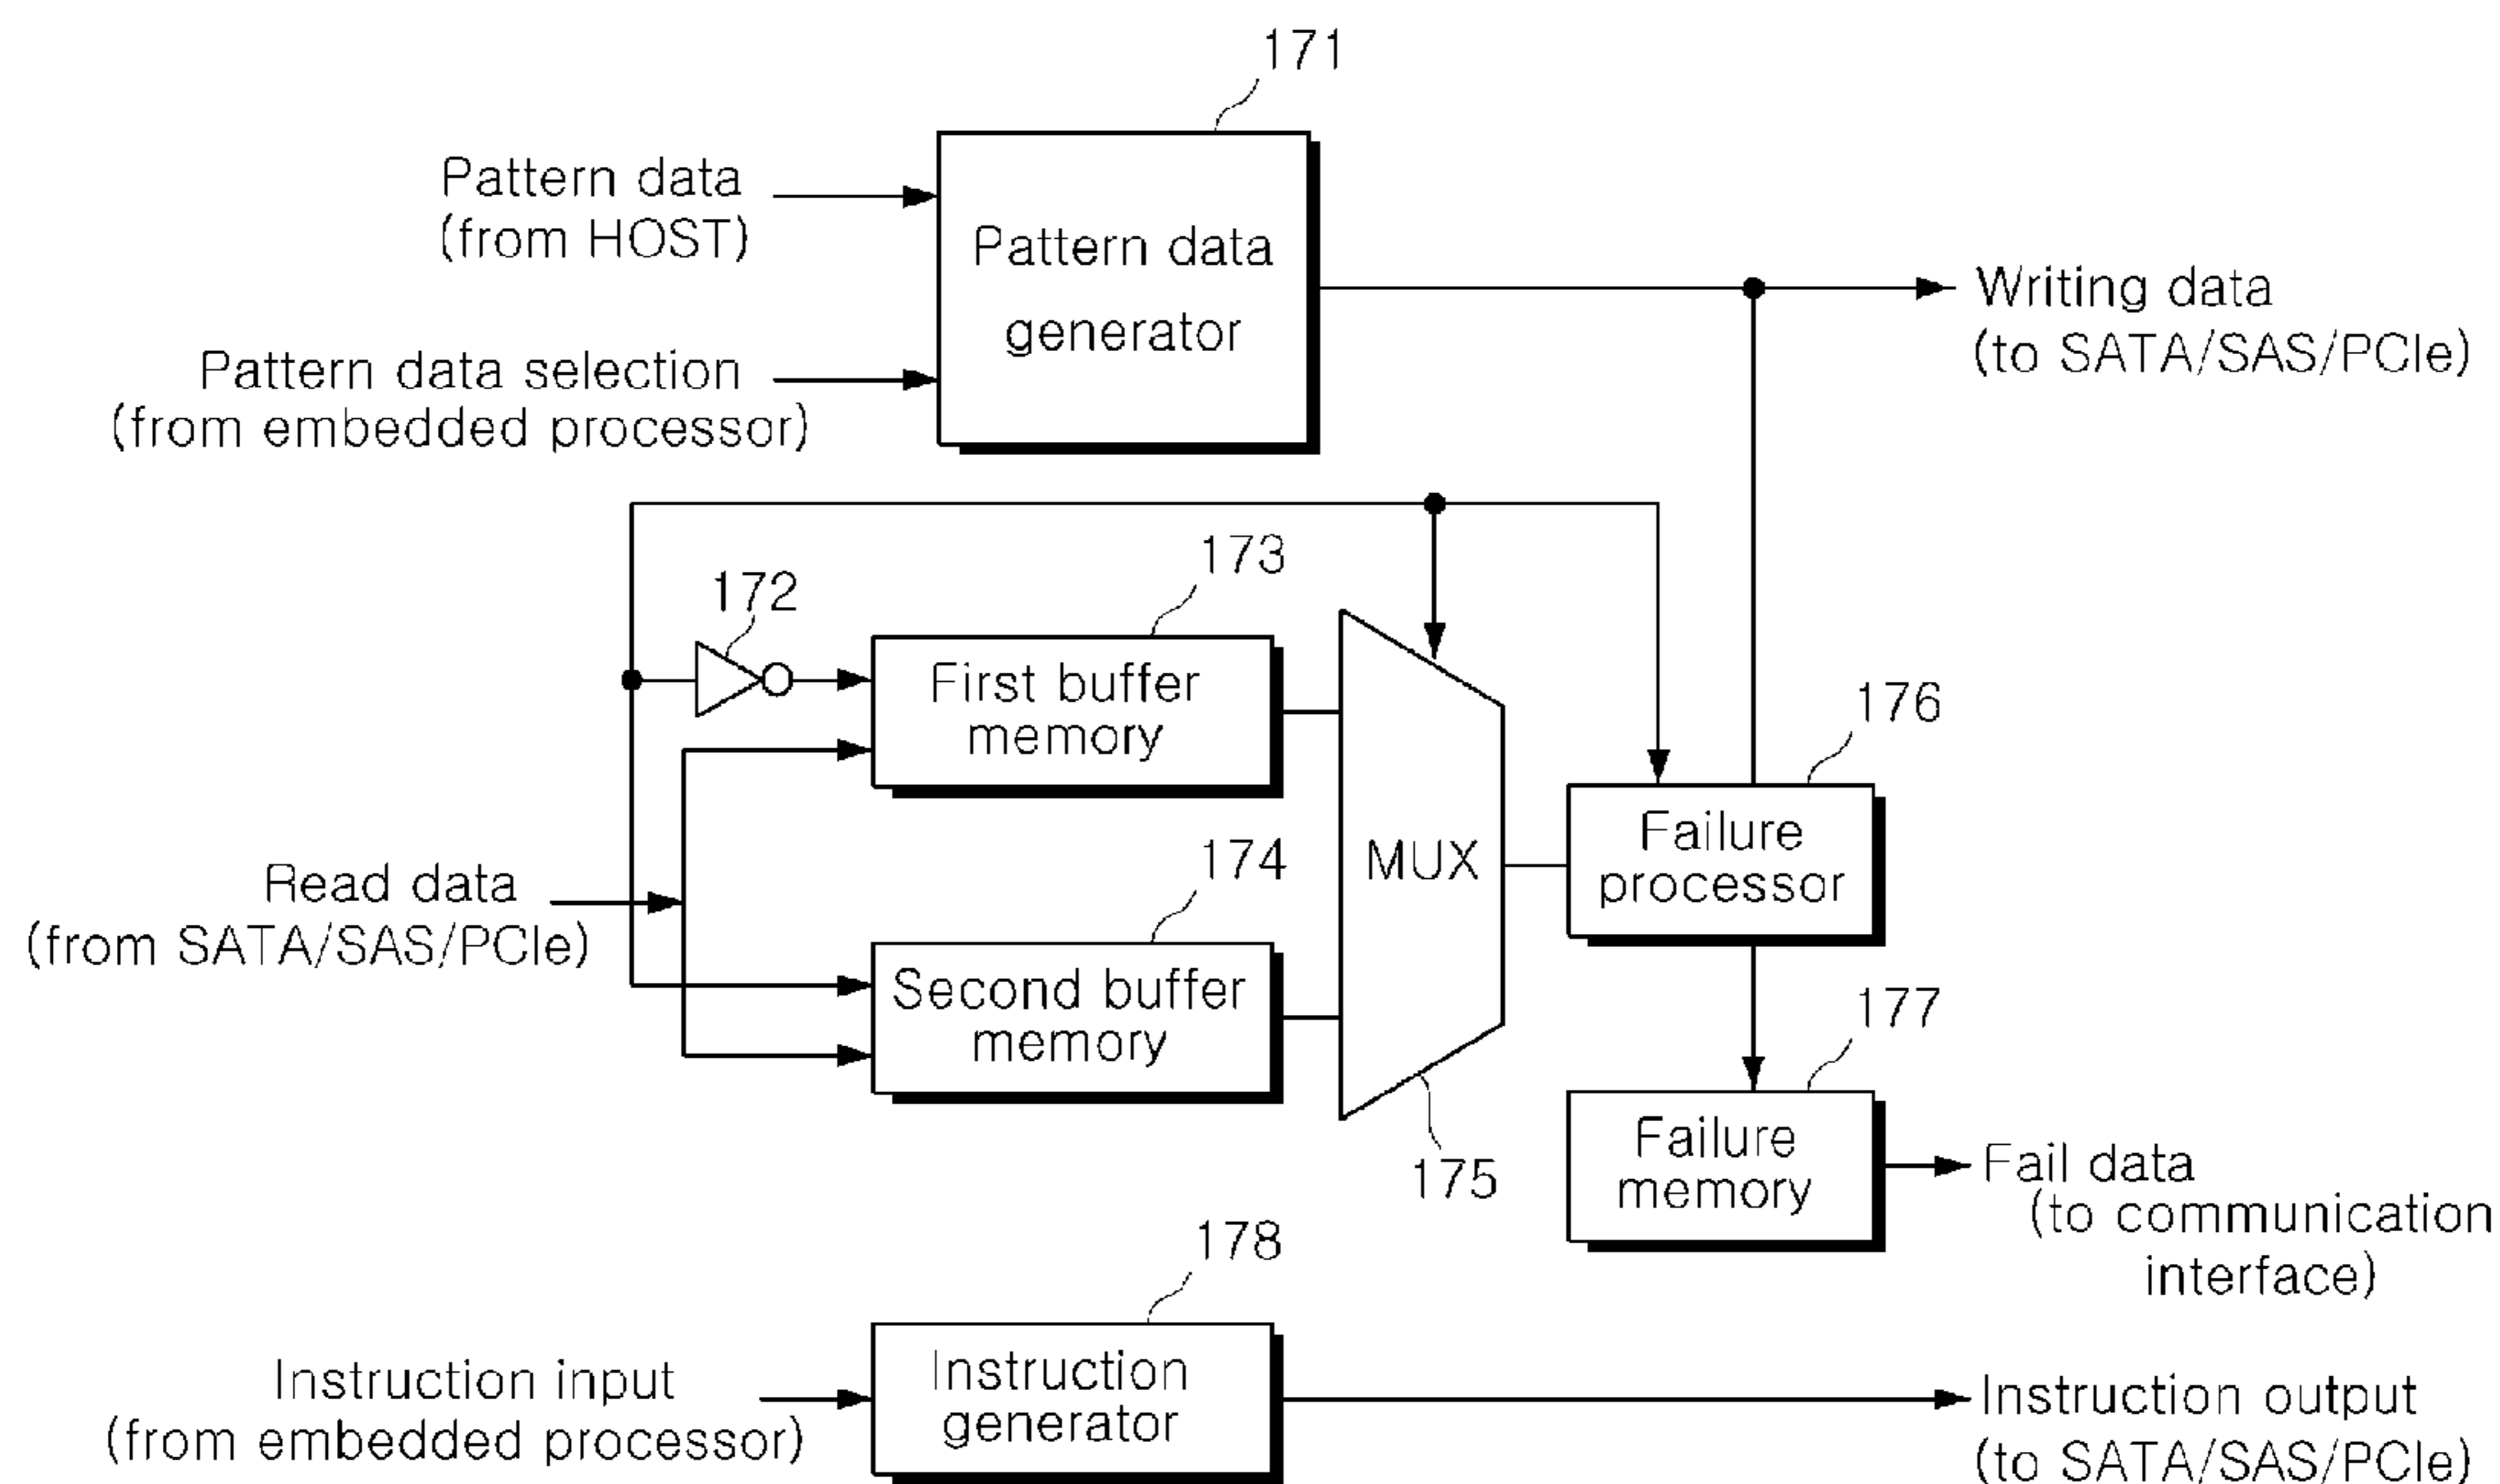 171
Pattern data
(from HOST)
Pattern data
generator
Writing data
(to SATA/SAS/PCIe)
Pattern data selection
(from embedded processor)
172
173
First buffer
memory
176
MUX
Failure
processor
174
Read data
(from SATA/SAS/PCIe)
Second buffer
memory
177
175
Failure
memory
Fail data
(to communication
interface)
178
Instruction input
(from embedded processor)
Instruction
generator
Instruction output
(to SATA/SAS/PCIe)